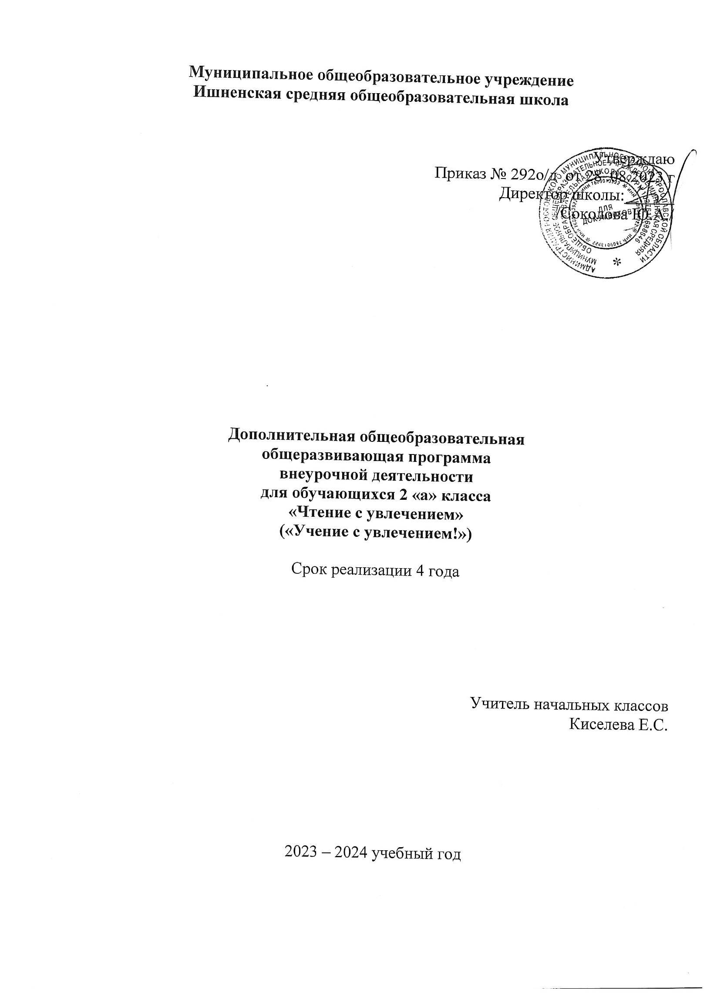 Муниципальное общеобразовательное учреждение
Ишненская средняя общеобразовательная школа
Утверждаю
Приказ № 292о/д от 28. 08.2023 г
Директор школы:
/Соколова Ю.А./
ДЛЯ
ДОКУМЕНТОВ
Дополнительная общеобразовательная
общеразвивающая программа
внеурочной деятельности
для обучающихся 2 «а» класса
«Чтение с увлечением»
(«Учение с увлечением!»)
Срок реализации 4 года
Учитель начальных классов
Киселева Е.С.
2023 – 2024 учебный год